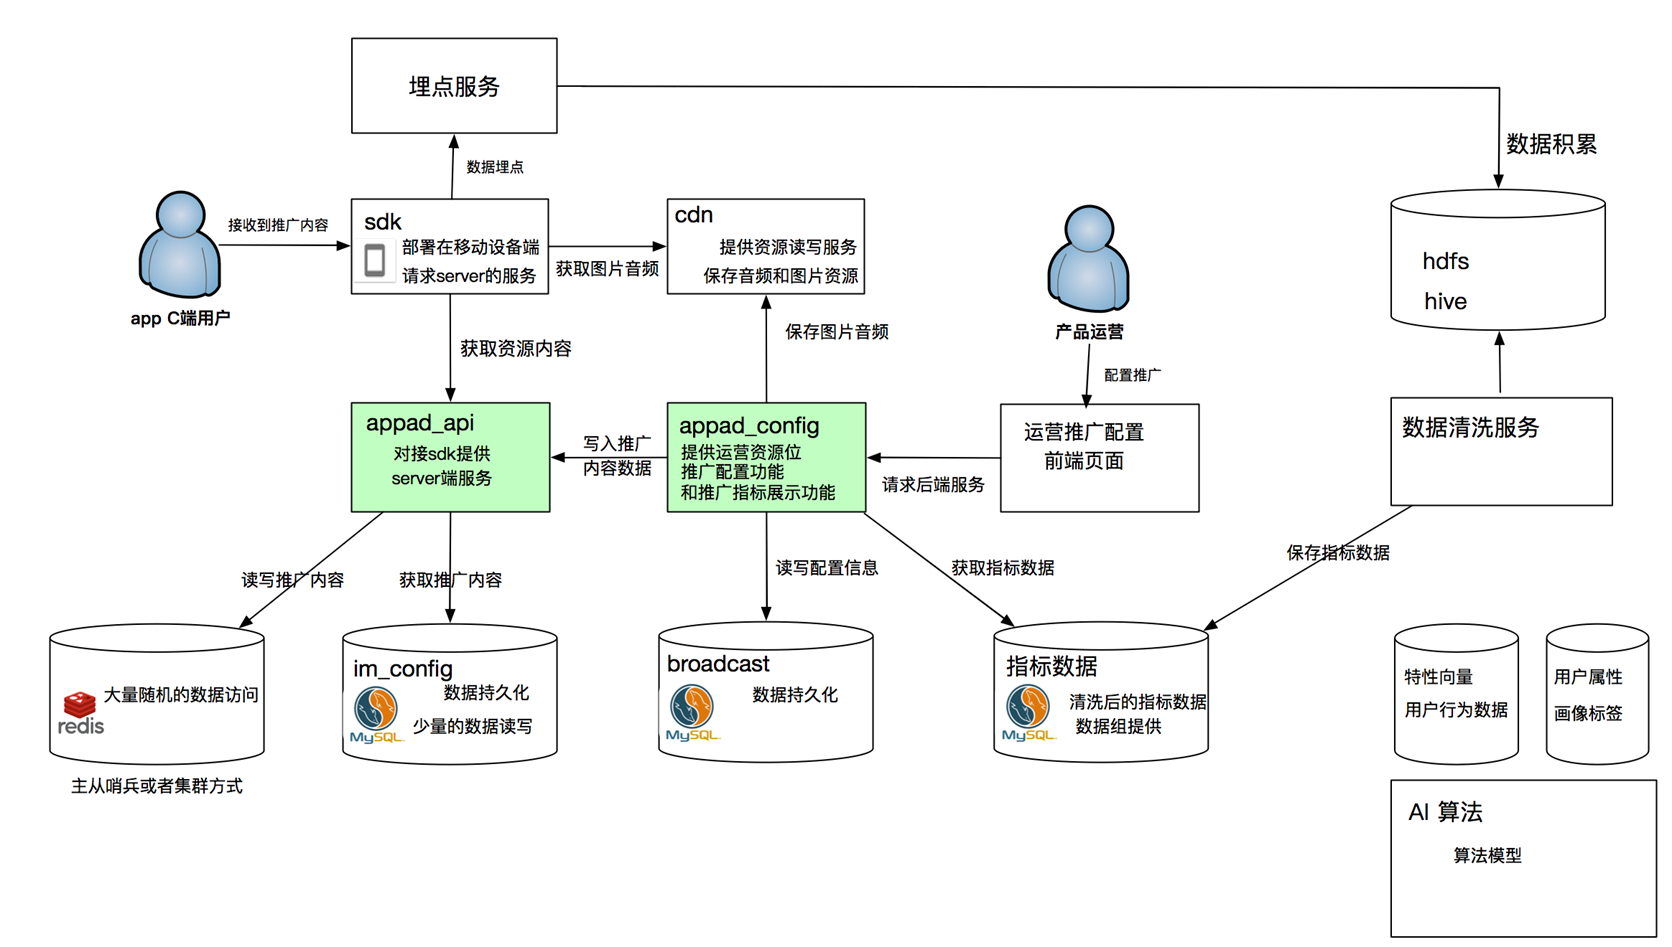 埋点服务
数据积累
数据埋点
接收到推广内容
app C端用户
sdk
部署在移动设备端
请求server的服务
获取图片音频
cdn
提供资源读写服务
保存音频和图片资源
产品运营
hdfs
hive
保存图片音频
获取资源内容
配置推广
appad_api
对接sdk提供
server端服务
写入推广
内容数据
appad_config
提供运营资源位
推广配置功能
和推广指标展示功能
请求后端服务
运营推广配置
前端页面
数据清洗服务
读写推广内容
获取推广内容
读写配置信息
获取指标数据
保存指标数据
大量随机的数据访问
redis
主从哨兵或者集群方式
im_config
数据持久化
少量的数据读写
MySQL
broadcast
数据持久化
MySQL
指标数据
清洗后的指标数据
数据组提供
MySQL
特性向量
用户行为数据
用户属性
画像标签
AI 算法
算法模型